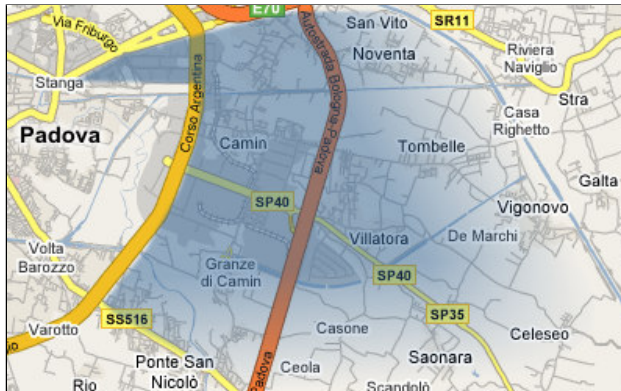 E70
Via Friburgo
San Vito
SR11
Noventa
Riviera
Naviglio
Stanga
Autostrada Bologna Padova
Corso Argentina
Stra
Casa
Righetto
Padova
Camin
Tombelle
Galta
SP40
Vigonovo
Villatora
De Marchi
Volta
Barozzo
Granze
di Camin
SP40
SS516
SP35
Varotto
Casone
Celeseo
Ponte San
Nicolò
Ceola
Saonara
Rio
Padova
Scandolò